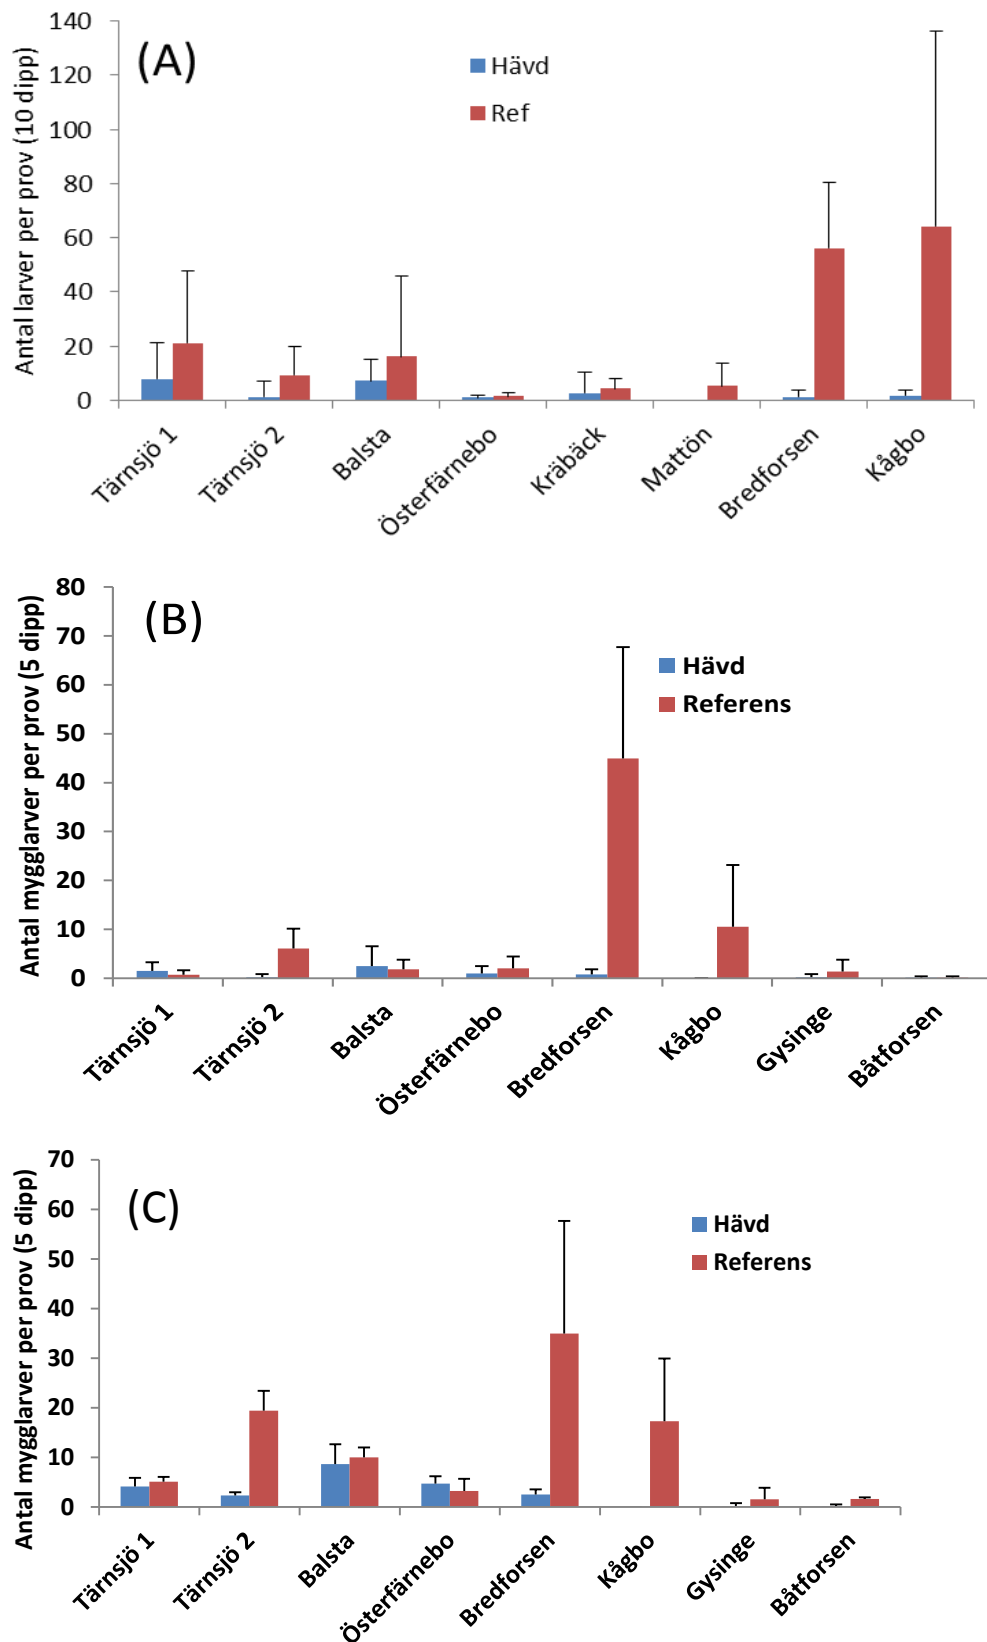 (A)
Antal larver per prov (10 dipp)
140
120
100
80
60
40
20
0
Hävd
Ref
Tärnsjö 1
Tärnsjö 2
Balsta
Österfärnebo
Kräbäck
Mattön
Bredforsen
Kågbo
(B)
Antal mygglarver per prov (5 dipp)
80
70
60
50
40
30
20
10
0
Hävd
Referens
Tärnsjö 1
Tärnsjö 2
Balsta
Österfärnebo
Bredforsen
Kågbo
Gysinge
Båtforsen
(C)
Antal mygglarver per prov (5 dipp)
70
60
50
40
30
20
10
0
Hävd
Referens
Tärnsjö 1
Tärnsjö 2
Balsta
Österfärnebo
Bredforsen
Kågbo
Gysinge
Båtforsen